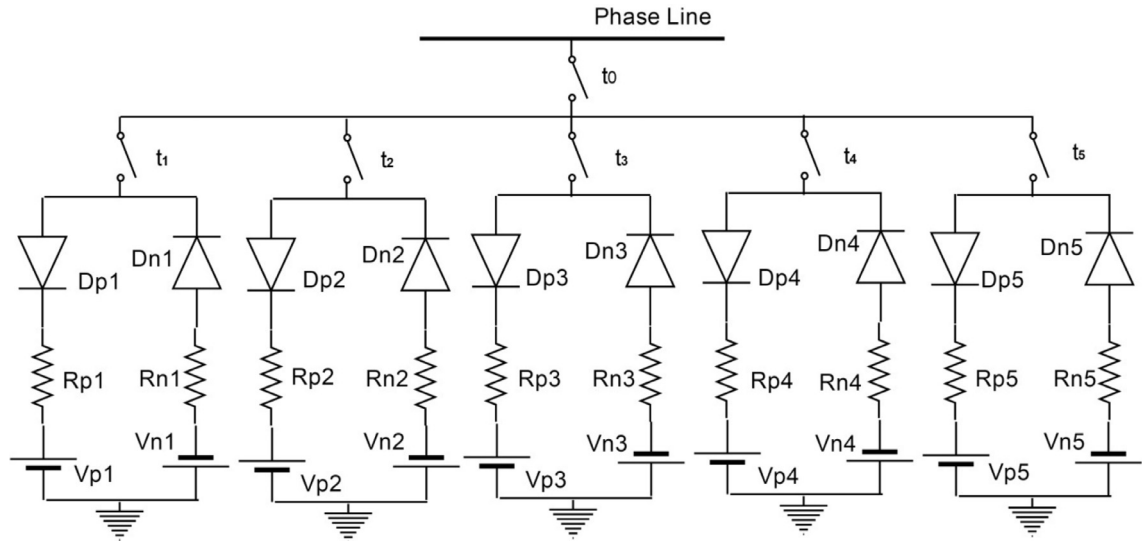 Phase Line
t0
t1 t2 t3 t4 t5
Dp1 Dn1 Dp2 Dn2 Dp3 Dn3 Dp4 Dn4 Dp5 Dn5
Rp1 Rn1 Rp2 Rn2 Rp3 Rn3 Rp4 Rn4 Rp5 Rn5
Vp1 Vn1 Vp2 Vn2 Vp3 Vn3 Vp4 Vn4 Vp5 Vn5